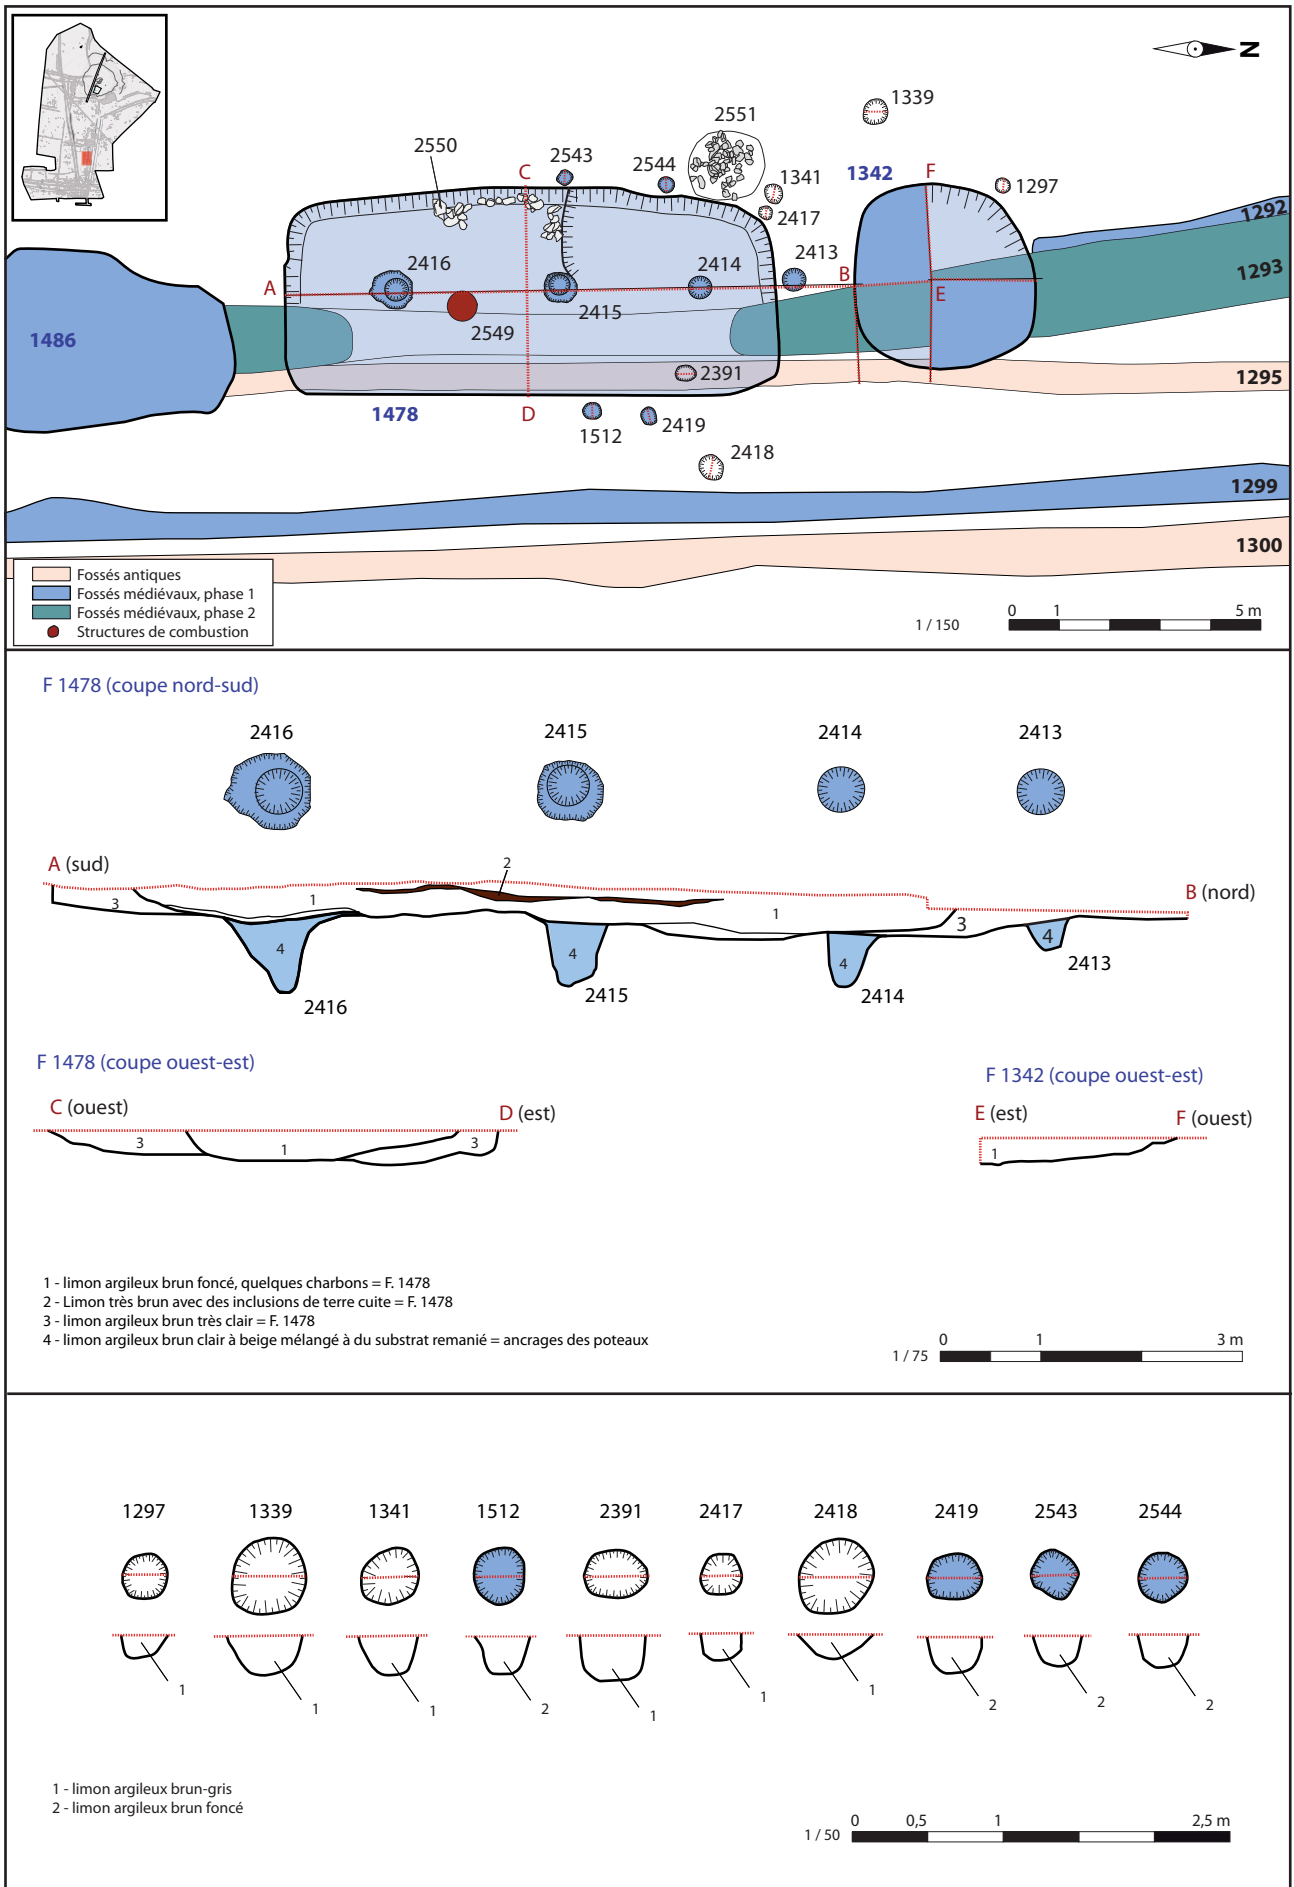 N
1339
2551
2543
2550
C
2544
1342
F
1341
1297
2417
1292
2416
2414
2413
B
1293
A
E
2415
2549
1486
2391
1295
1478
D
1512
2419
2418
1299
1300
Fossés antiques
Fossés médiévaux, phase 1
Fossés médiévaux, phase 2
Structures de combustion
0 1 5 m
1 / 150
F 1478 (coupe nord-sud)
2416 2415 2414 2413
A (sud)
2
B (nord)
3 1 1 3
4 4 4 4
2413
2416 2415 2414
F 1478 (coupe ouest-est)
F 1342 (coupe ouest-est)
C (ouest)
D (est)
E (est)
F (ouest)
3 1 3
1
1 - limon argileux brun foncé, quelques charbons = F. 1478
2 - Limon très brun avec des inclusions de terre cuite = F. 1478
3 - limon argileux brun très clair = F. 1478
4 - limon argileux brun clair à beige mélangé à du substrat remanié = ancrages des poteaux
0 1 3 m
1 / 75
1297 1339 1341 1512 2391 2417 2418 2419 2543 2544
1 1 1 2 1 1 1 2 2 2
1 - limon argileux brun-gris
2 - limon argileux brun foncé
0 0,5 1 2,5 m
1 / 50